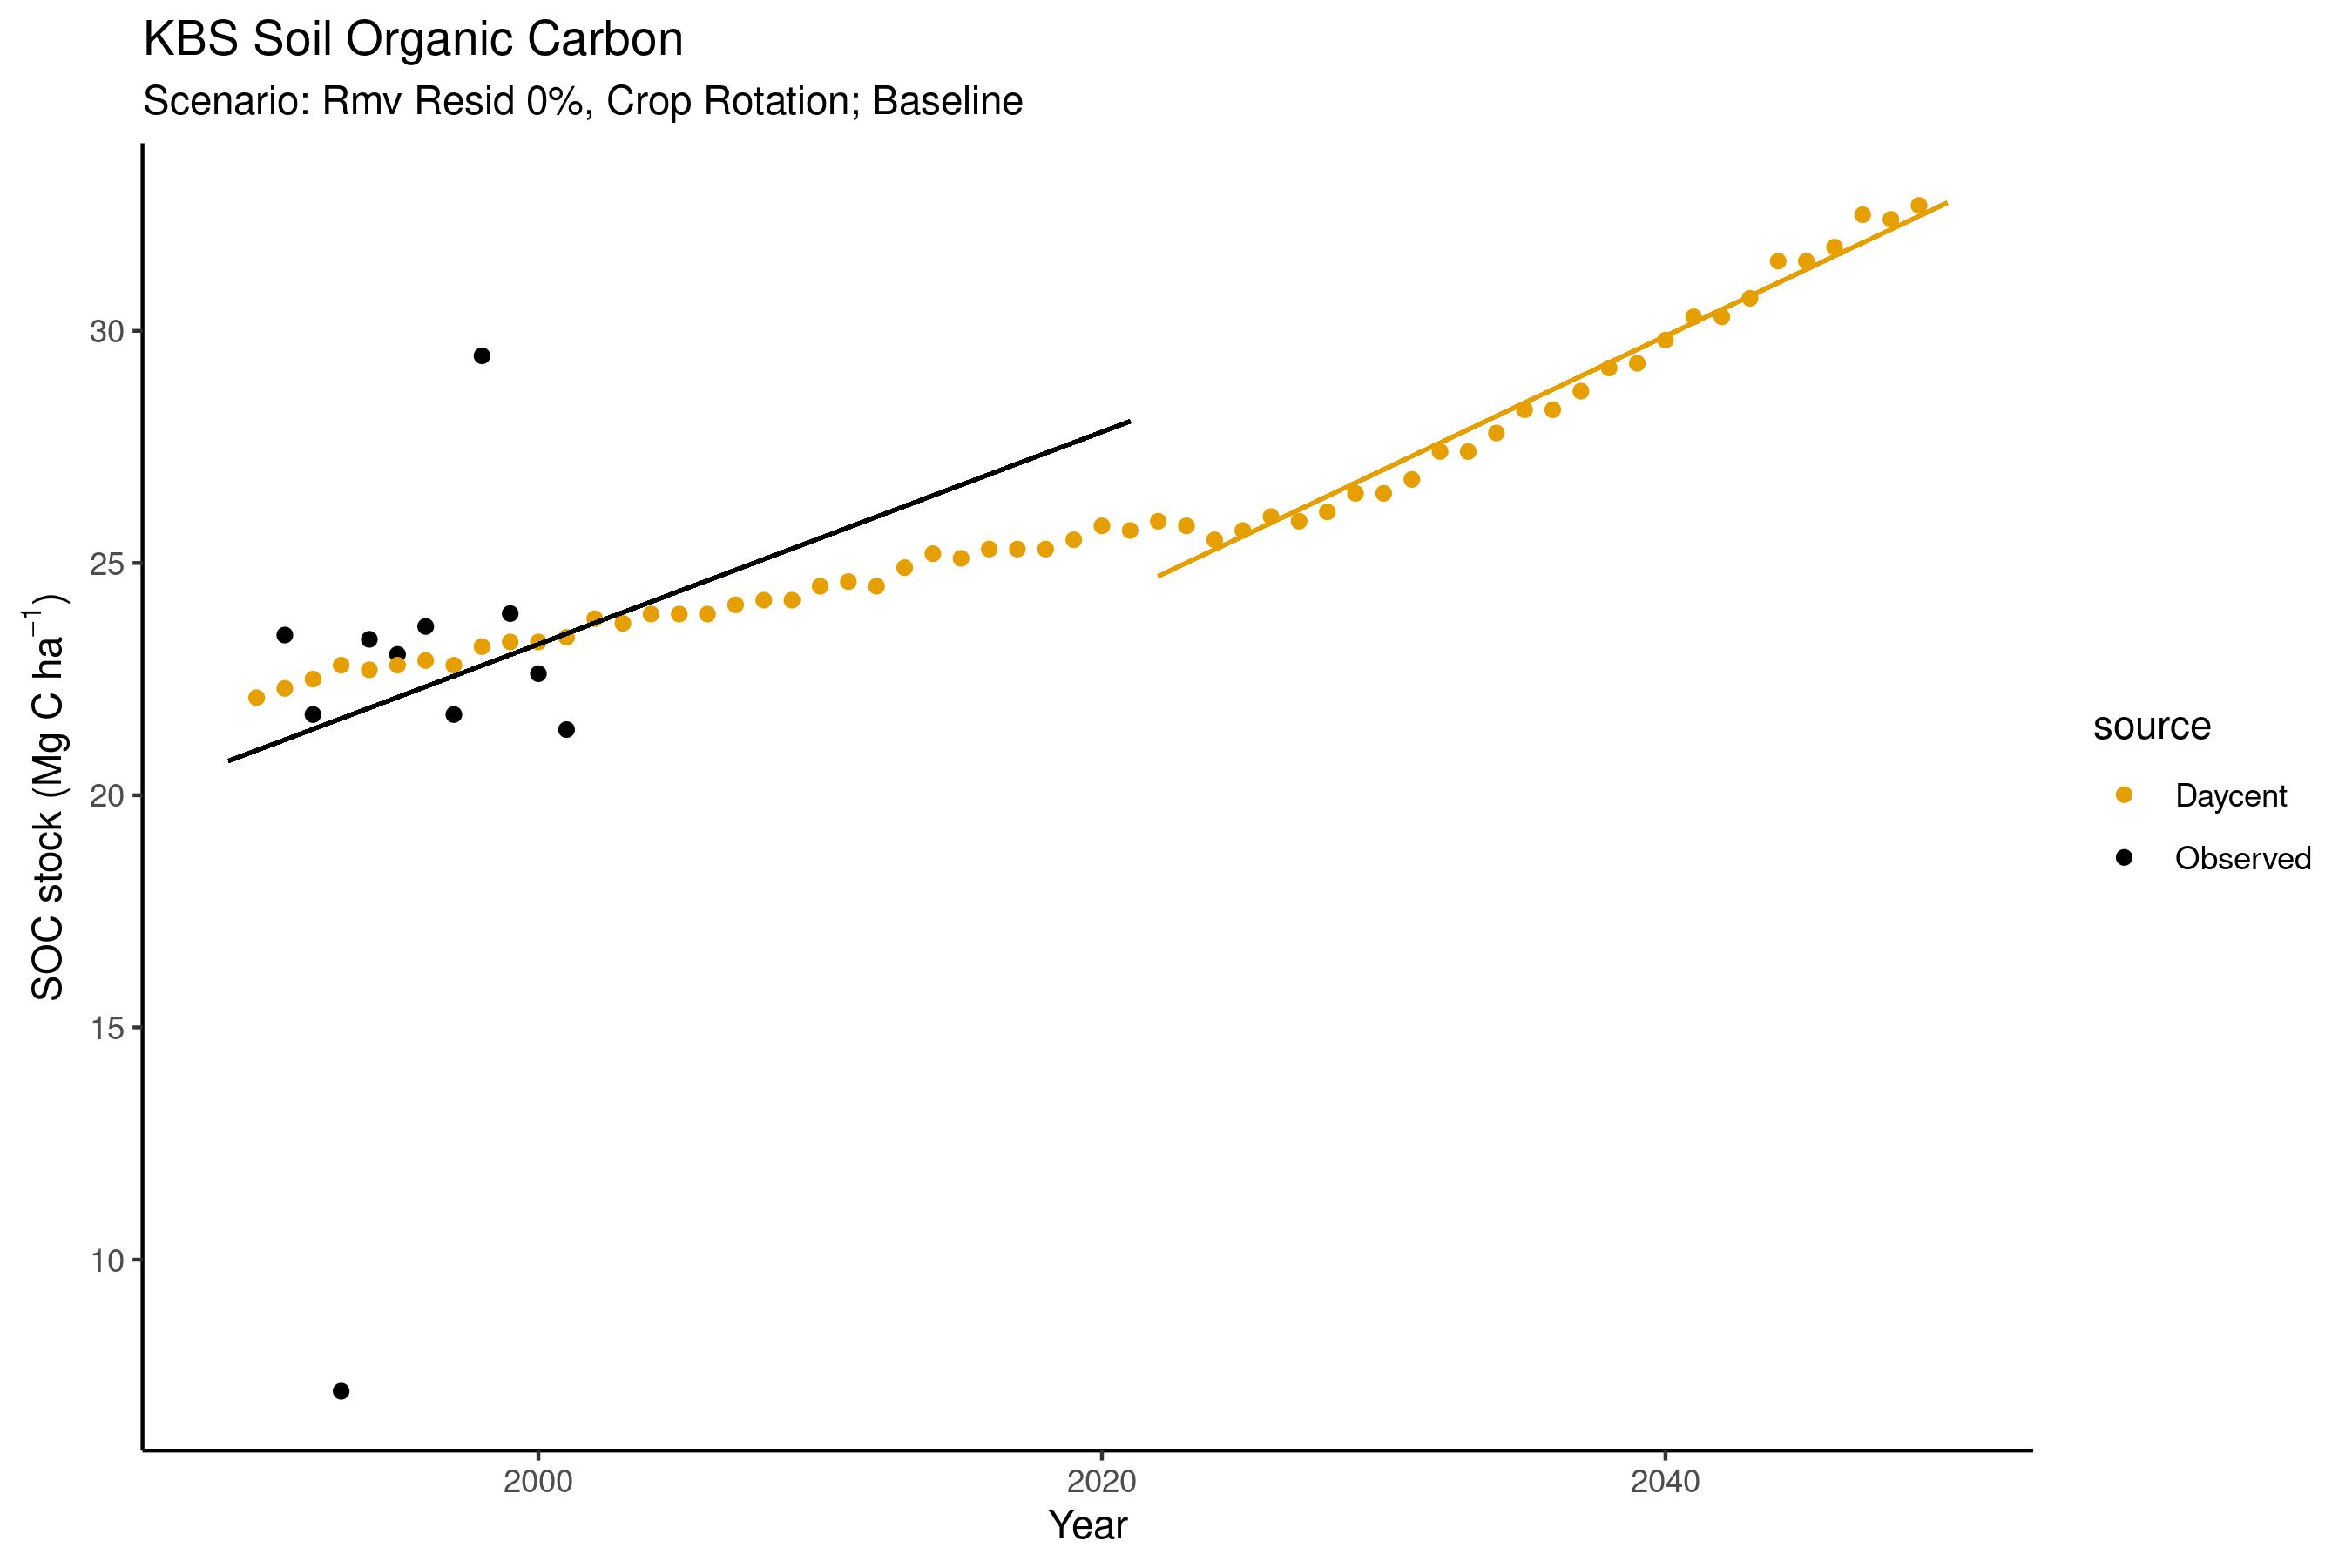 KBS Soil Organic Carbon
Scenario: Rmv Resid 0%, Crop Rotation; Baseline
SOC stock (Mg C ha⁻¹)
30
25
20
15
10
2000
2020
2040
Year
source
Daycent
Observed